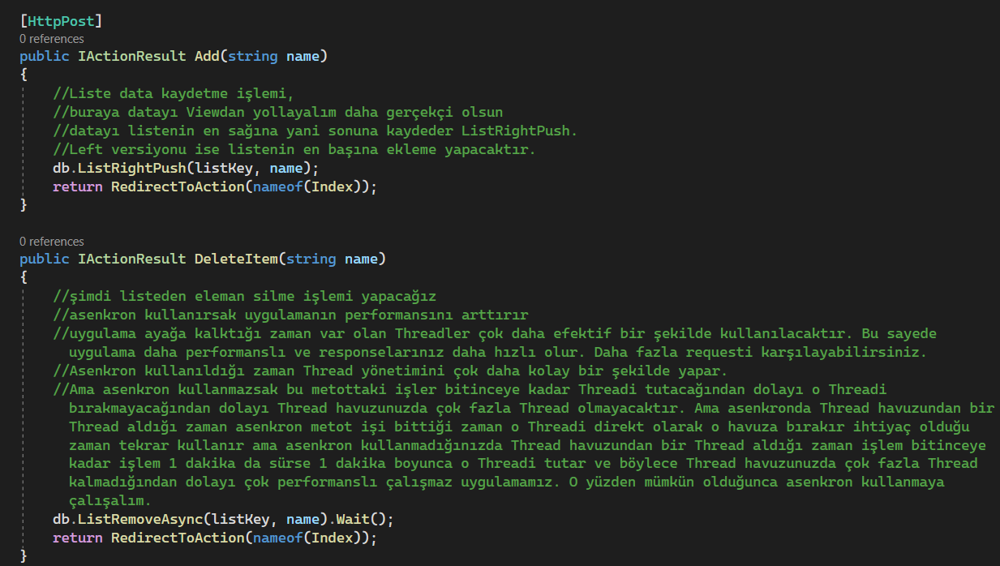 [HttpPost]
0 references
public IActionResult Add(string name)
{
//Liste data kaydetme işlemi,
//buraya datayı Viewdan yollayalım daha gerçekçi olsun
//datayı listenin en sağına yani sonuna kaydeder ListRightPush.
//Left versiyonu ise listenin en başına ekleme yapacaktır.
db.ListRightPush(listKey, name);
return RedirectToAction(nameof(Index));
}
0 references
public IActionResult DeleteItem(string name)
{
//şimdi listeden eleman silme işlemi yapacağız
//asenkron kullanırsak uygulamanın performansını arttırır
//uygulama ayağa kalktığı zaman var olan Threadler çok daha efektif bir şekilde kullanılacaktır. Bu sayede
uygulama daha performanslı ve responselarınız daha hızlı olur. Daha fazla requesti karşılayabilirsiniz.
//Asenkron kullanıldığı zaman Thread yönetimini çok daha kolay bir şekilde yapar.
//Ama asenkron kullanmazsak bu metottaki işler bitinceye kadar Threadi tutacağından dolayı o Threadi
bırakmayacağından dolayı Thread havuzunuzda çok fazla Thread olmayacaktır. Ama asenkronda Thread havuzundan bir
Thread aldığı zaman asenkron metot işi bittiği zaman o Threadi direkt olarak o havuza bırakır ihtiyaç olduğu
zaman tekrar kullanır ama asenkron kullanmadığınızda Thread havuzundan bir Thread aldığı zaman işlem bitinceye
kadar işlem 1 dakika da sürse 1 dakika boyunca o Threadi tutar ve böylece Thread havuzunuzda çok fazla Thread
kalmadığından dolayı çok performanslı çalışmaz uygulamamız. O yüzden mümkün olduğunca asenkron kullanmaya
çalışalım.
db.ListRemoveAsync(listKey, name).Wait();
return RedirectToAction(nameof(Index));
}